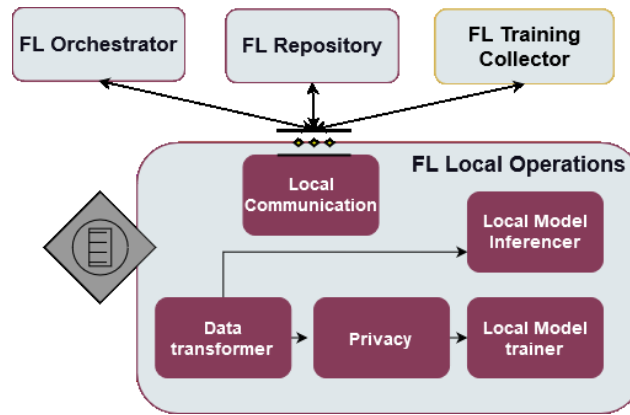 FL Orchestrator
FL Repository
FL Training
Collector
FL Local Operations
Local
Communication
Local Model
Inferencer
Data
transformer
Privacy
Local Model
trainer